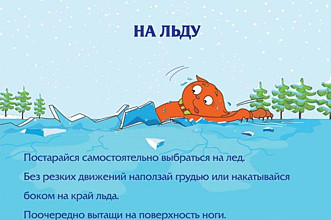 НА ЛЬДУ
Постарайся самостоятельно выбраться на лед.
Без резких движений наползай грудью или накатывайся
боком на край льда.
Поочередно вытащи на поверхность ноги.